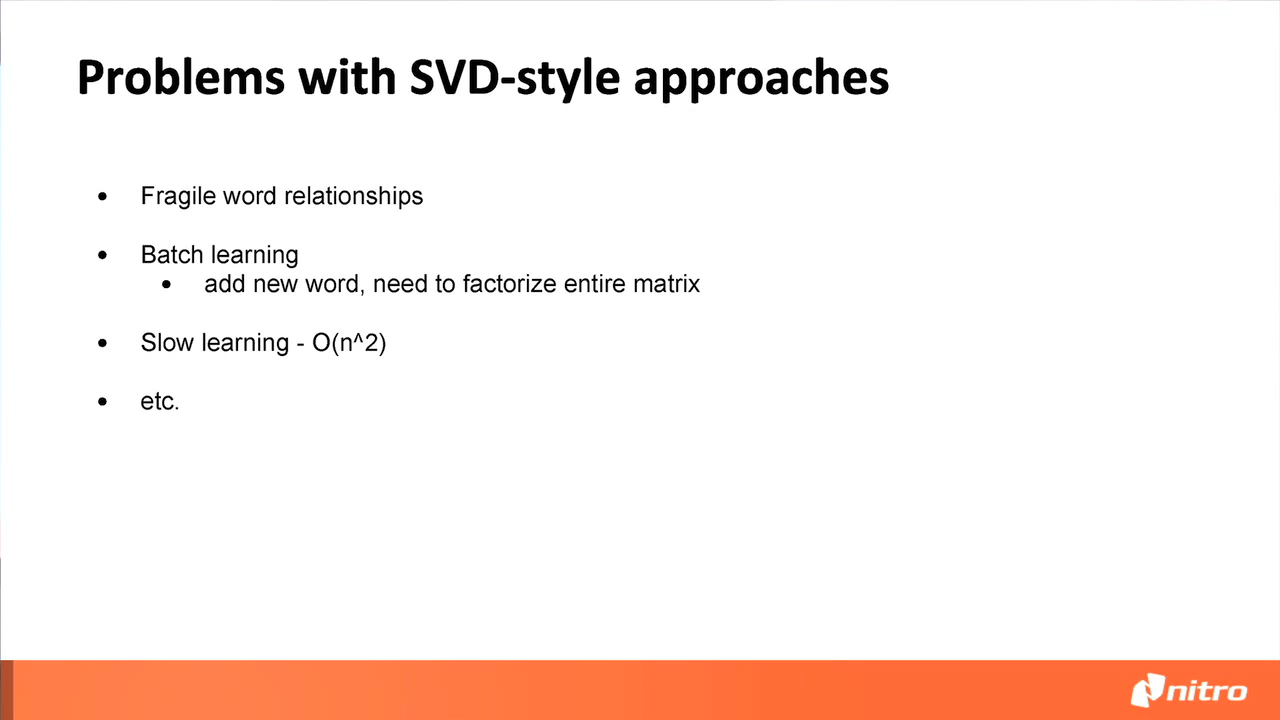 Problems with SVD-style approaches
• Fragile word relationships
• Batch learning
• add new word, need to factorize entire matrix
• Slow learning - O(n^2)
• etc.
nitro